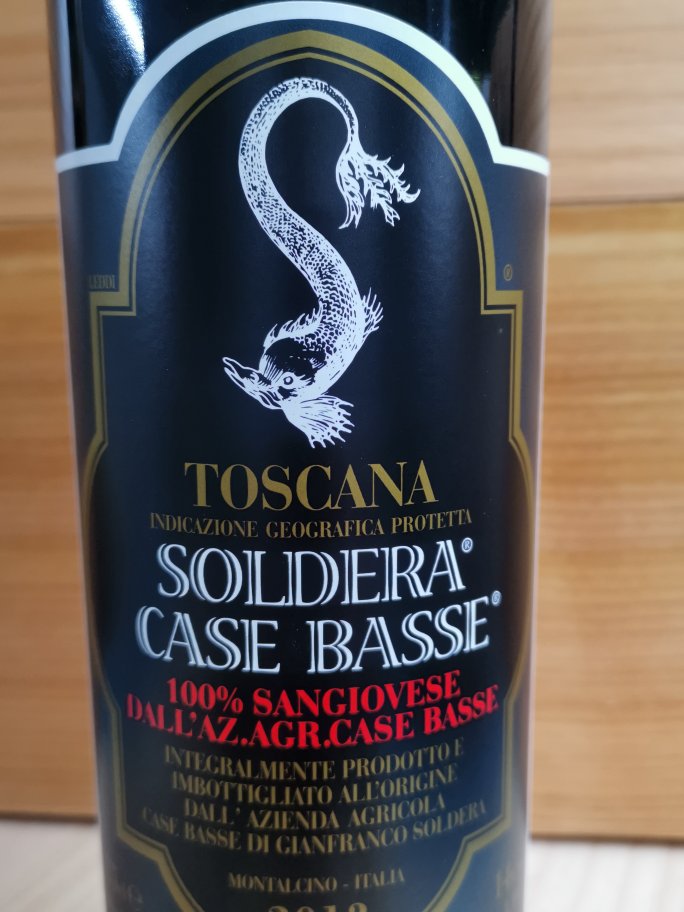 ®
TOSCANA
INDICAZIONE GEOGRAFICA PROTETTA
SOLDERA®
CASE BASSE®
100% SANGIOVESE
DALL'AZ.AGR.CASE BASSE
INTEGRALMENTE PRODOTTO E
IMBOTTIGLIATO ALL'ORIGINE
DALL' AZIENDA AGRICOLA
CASE BASSE DI GIANFRANCO SOLDERA
MONTALCINO - ITALIA